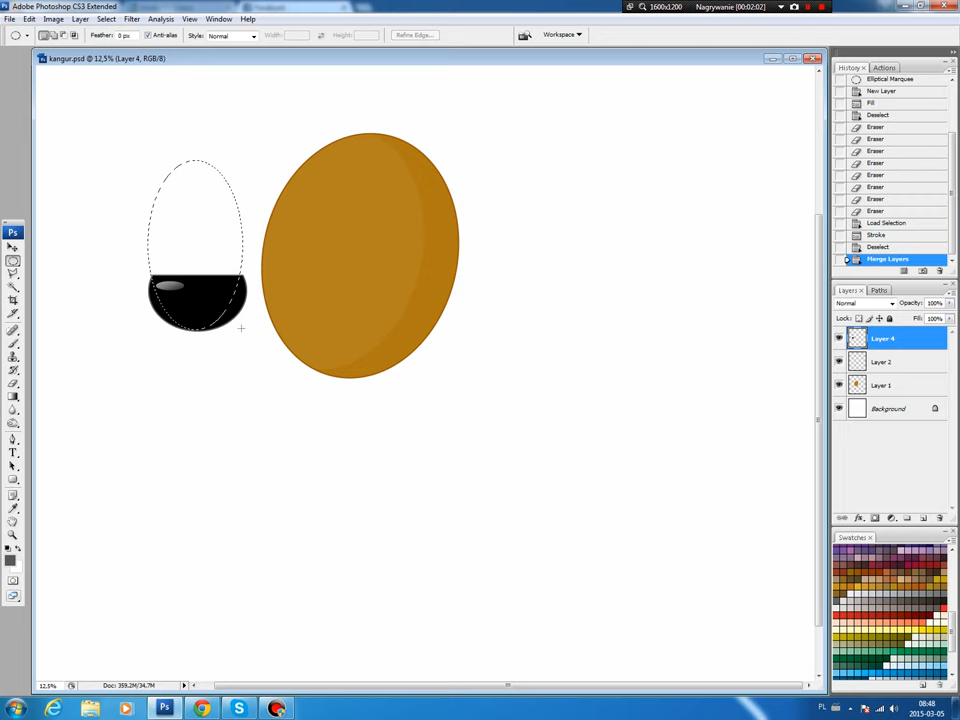 Adobe Photoshop CS3 Extended
1600x1200
Nagrywanie [00:02:02]
File Edit Image Layer Select Filter Analysis View Window Help
Feather: 0 px
Anti-alias
Style: Normal
Width:
Height:
Refine Edge...
Workspace
kangur.psd @ 12,5% (Layer 4, RGB/8)
History Actions
Elliptical Marquee
New Layer
Fill
Deselect
Eraser
Eraser
Eraser
Eraser
Eraser
Eraser
Eraser
Eraser
Load Selection
Stroke
Deselect
Merge Layers
Layers Paths
Normal
Opacity: 100%
Lock:
Fill: 100%
Layer 4
Layer 2
Layer 1
Background
Swatches
Ps
T
12,5%
Doc: 359.2M/34.7M
Ps
S
PL
08:48
2015-03-05